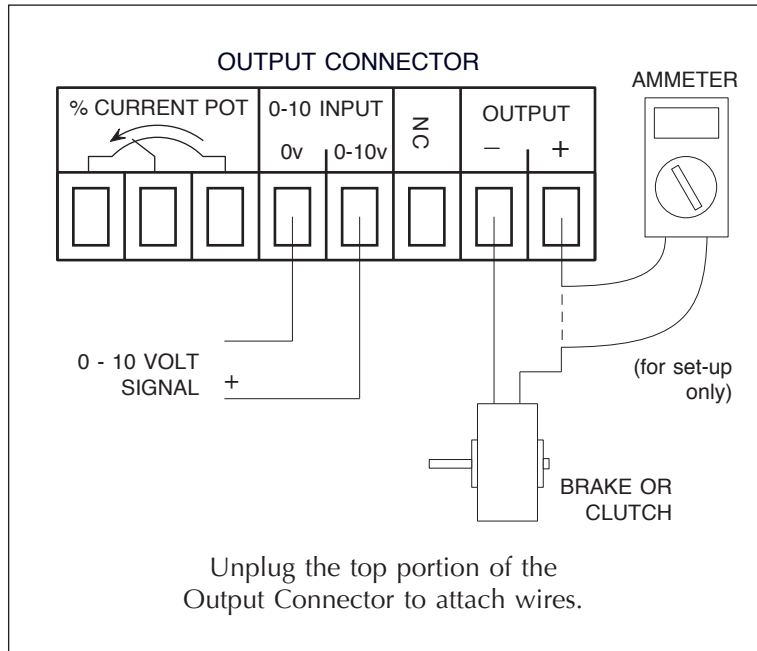 OUTPUT CONNECTOR
AMMETER
% CURRENT POT
0-10 INPUT
0v
0-10v
NC
OUTPUT
–
+
0 - 10 VOLT
SIGNAL
+
(for set-up
only)
BRAKE OR
CLUTCH
Unplug the top portion of the
Output Connector to attach wires.